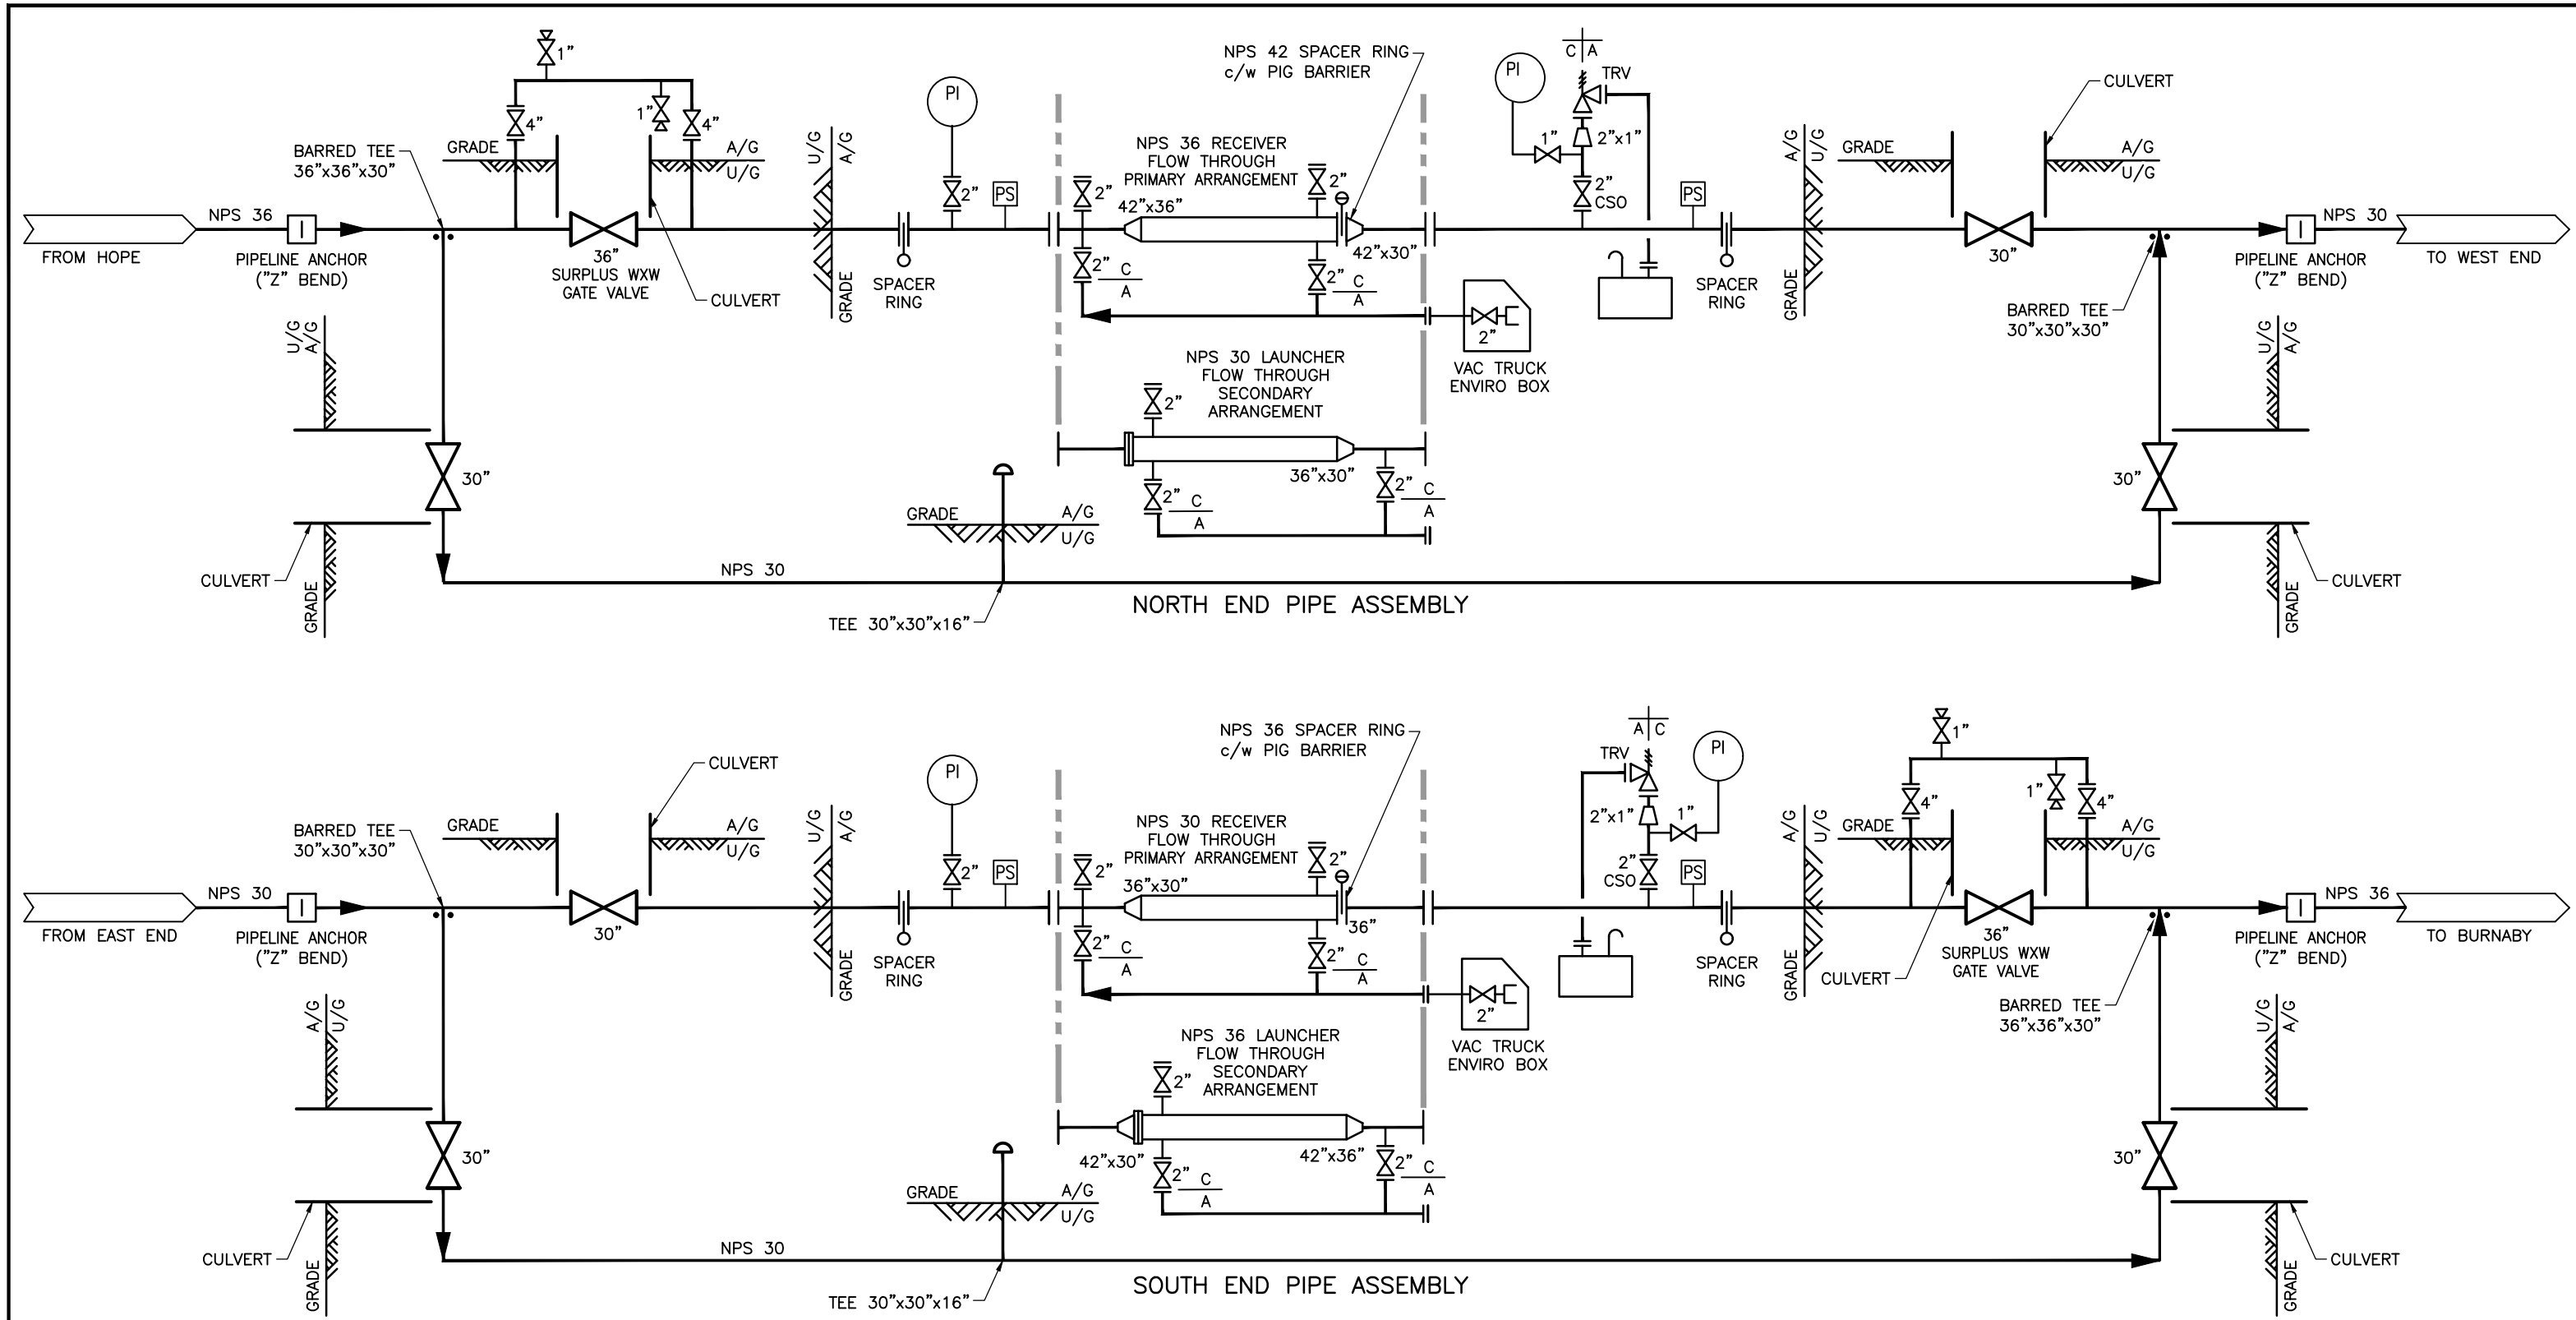 1”
NPS 42 SPACER RING
c/w PIG BARRIER
C A
PI
PI
TRV
CULVERT
1”
4”
4”
U/G
A/G
1”
2”x1”
A/G
U/G
GRADE
A/G
U/G
GRADE
A/G
U/G
BARRED TEE
36”x36”x30”
NPS 36 RECEIVER
FLOW THROUGH
PRIMARY ARRANGEMENT
2”
PS
2”
2”
2”
CSO
PS
42”x36”
NPS 36
NPS 30
FROM HOPE
PIPELINE ANCHOR
("Z" BEND)
36”
SURPLUS WXW
GATE VALVE
CULVERT
GRADE
SPACER
RING
2”
C
A
2”
C
A
42”x30”
SPACER
RING
GRADE
30”
PIPELINE ANCHOR
("Z" BEND)
TO WEST END
BARRED TEE
30”x30”x30”
2”
VAC TRUCK
ENVIRO BOX
U/G
A/G
U/G
A/G
NPS 30 LAUNCHER
FLOW THROUGH
SECONDARY
ARRANGEMENT
2”
30”
36”x30”
2”
C
A
2”
C
A
30”
GRADE
A/G
U/G
CULVERT
GRADE
NPS 30
GRADE
CULVERT
TEE 30”x30”x16”
NORTH END PIPE ASSEMBLY
1”
NPS 36 SPACER RING
c/w PIG BARRIER
A C
PI
TRV
PI
CULVERT
1”
4”
4”
2”x1”
1”
U/G
A/G
A/G
U/G
GRADE
A/G
U/G
GRADE
A/G
U/G
BARRED TEE
30”x30”x30”
NPS 30 RECEIVER
FLOW THROUGH
PRIMARY ARRANGEMENT
2”
PS
2”
2”
2”
CSO
PS
36”x30”
NPS 30
NPS 36
FROM EAST END
PIPELINE ANCHOR
("Z" BEND)
30”
GRADE
SPACER
RING
2”
C
A
2”
C
A
36”
SPACER
RING
GRADE
CULVERT
36”
SURPLUS WXW
GATE VALVE
PIPELINE ANCHOR
("Z" BEND)
TO BURNABY
BARRED TEE
36”x36”x30”
2”
VAC TRUCK
ENVIRO BOX
A/G
U/G
U/G
A/G
NPS 36 LAUNCHER
FLOW THROUGH
SECONDARY
ARRANGEMENT
2”
30”
42”x30”
42”x36”
2”
C
A
2”
C
A
30”
GRADE
A/G
U/G
CULVERT
GRADE
NPS 30
GRADE
CULVERT
TEE 30”x30”x16”
SOUTH END PIPE ASSEMBLY